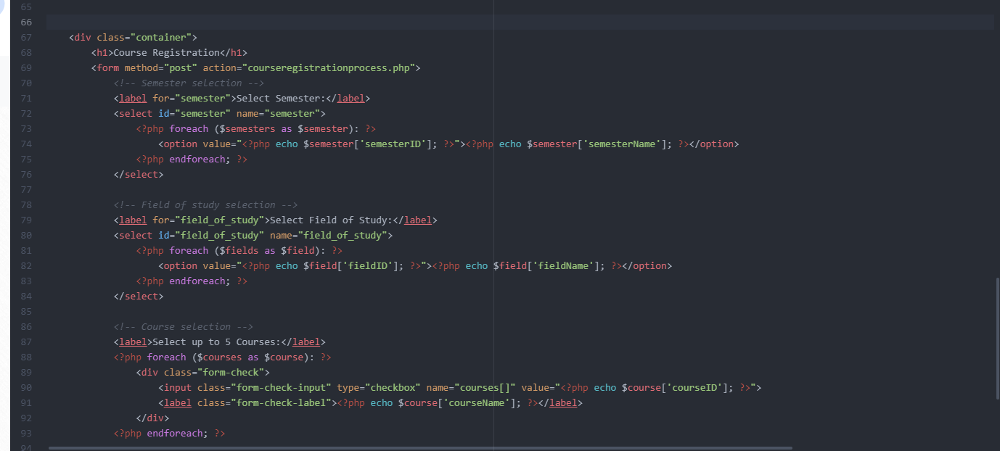 65
66
67 <div class="container">
68 <h1>Course Registration</h1>
69 <form method="post" action="courseregistrationprocess.php">
70 <!-- Semester selection -->
71 <label for="semester">Select Semester:</label>
72 <select id="semester" name="semester">
73 <?php foreach ($semesters as $semester): ?>
74 <option value="<?php echo $semester['semesterID']; ?>"><?php echo $semester['semesterName']; ?></option>
75 <?php endforeach; ?>
76 </select>
77
78 <!-- Field of study selection -->
79 <label for="field_of_study">Select Field of Study:</label>
80 <select id="field_of_study" name="field_of_study">
81 <?php foreach ($fields as $field): ?>
82 <option value="<?php echo $field['fieldID']; ?>"><?php echo $field['fieldName']; ?></option>
83 <?php endforeach; ?>
84 </select>
85
86 <!-- Course selection -->
87 <label>Select up to 5 Courses:</label>
88 <?php foreach ($courses as $course): ?>
89 <div class="form-check">
90 <input class="form-check-input" type="checkbox" name="courses[]" value="<?php echo $course['courseID']; ?>">
91 <label class="form-check-label"><?php echo $course['courseName']; ?></label>
92 </div>
93 <?php endforeach; ?>
94